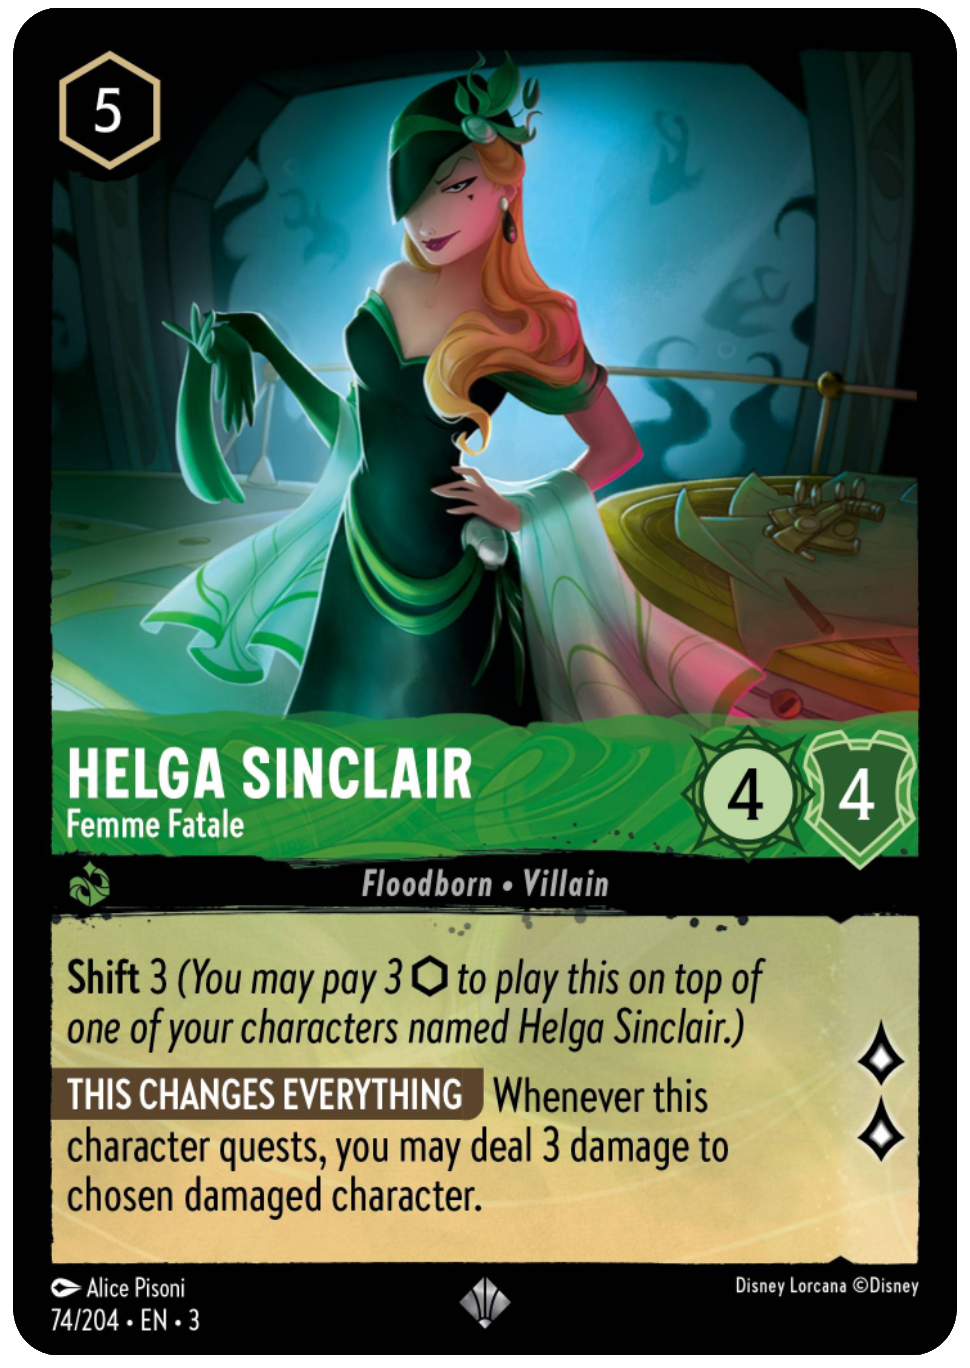 5
HELGA SINCLAIR
Femme Fatale
4
4
Floodborn • Villain
Shift 3 (You may pay 3 ⬡ to play this on top of
one of your characters named Helga Sinclair.)
THIS CHANGES EVERYTHING Whenever this
character quests, you may deal 3 damage to
chosen damaged character.
Alice Pisoni
74/204 • EN • 3
Disney Lorcana ©Disney